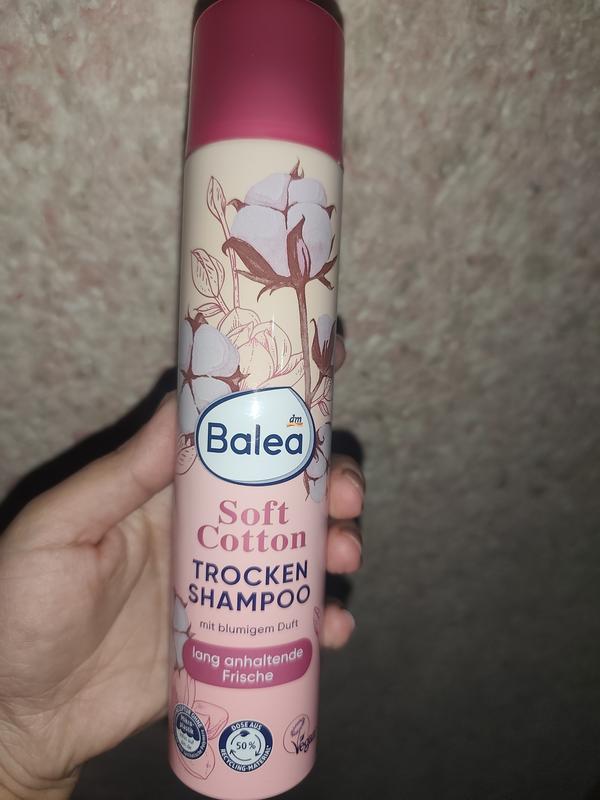 dm
Balea
Soft
Cotton
TROCKEN
SHAMPOO
mit blumigem Duft
lang anhaltende
Frische
DOSE AUS
50 %
RECYCLING-MATERIAL*
Vegan